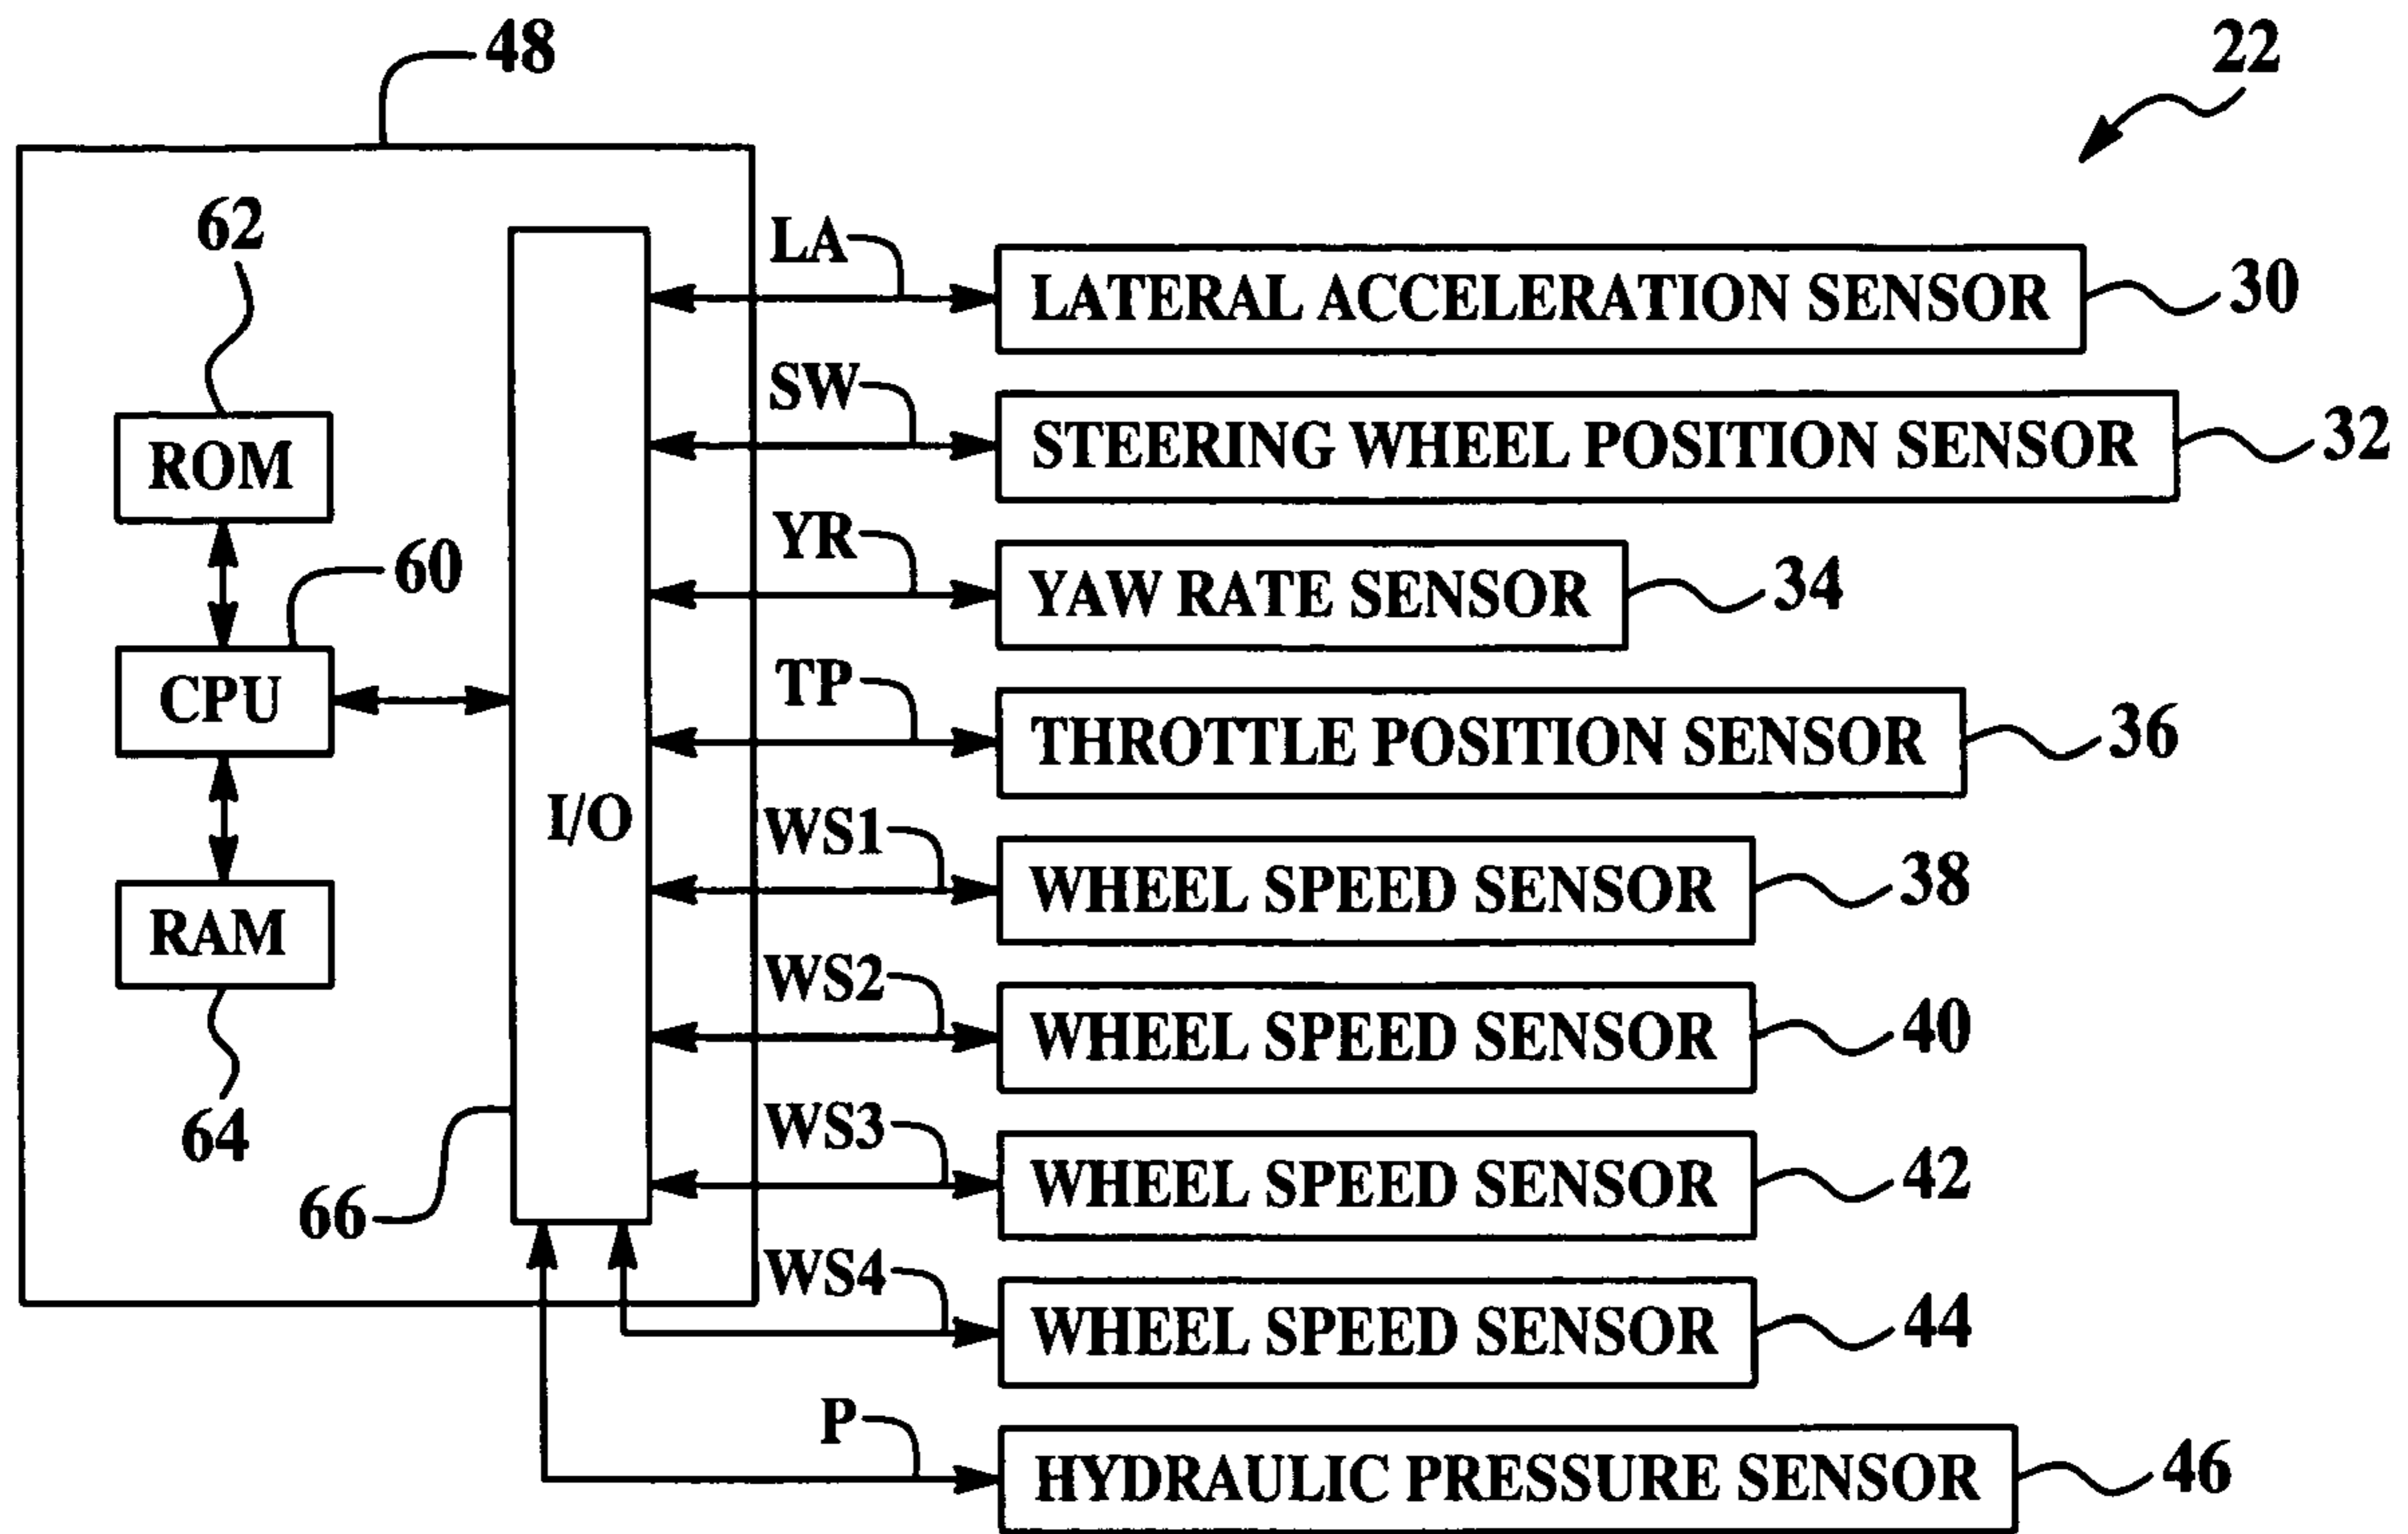 48
22
62
LA
LATERAL ACCELERATION SENSOR
30
SW
STEERING WHEEL POSITION SENSOR
32
ROM
YR
YAW RATE SENSOR
34
60
CPU
TP
THROTTLE POSITION SENSOR
36
I/O
WS1
WHEEL SPEED SENSOR
38
RAM
WS2
WHEEL SPEED SENSOR
40
64
WS3
WHEEL SPEED SENSOR
42
66
WS4
WHEEL SPEED SENSOR
44
P
HYDRAULIC PRESSURE SENSOR
46